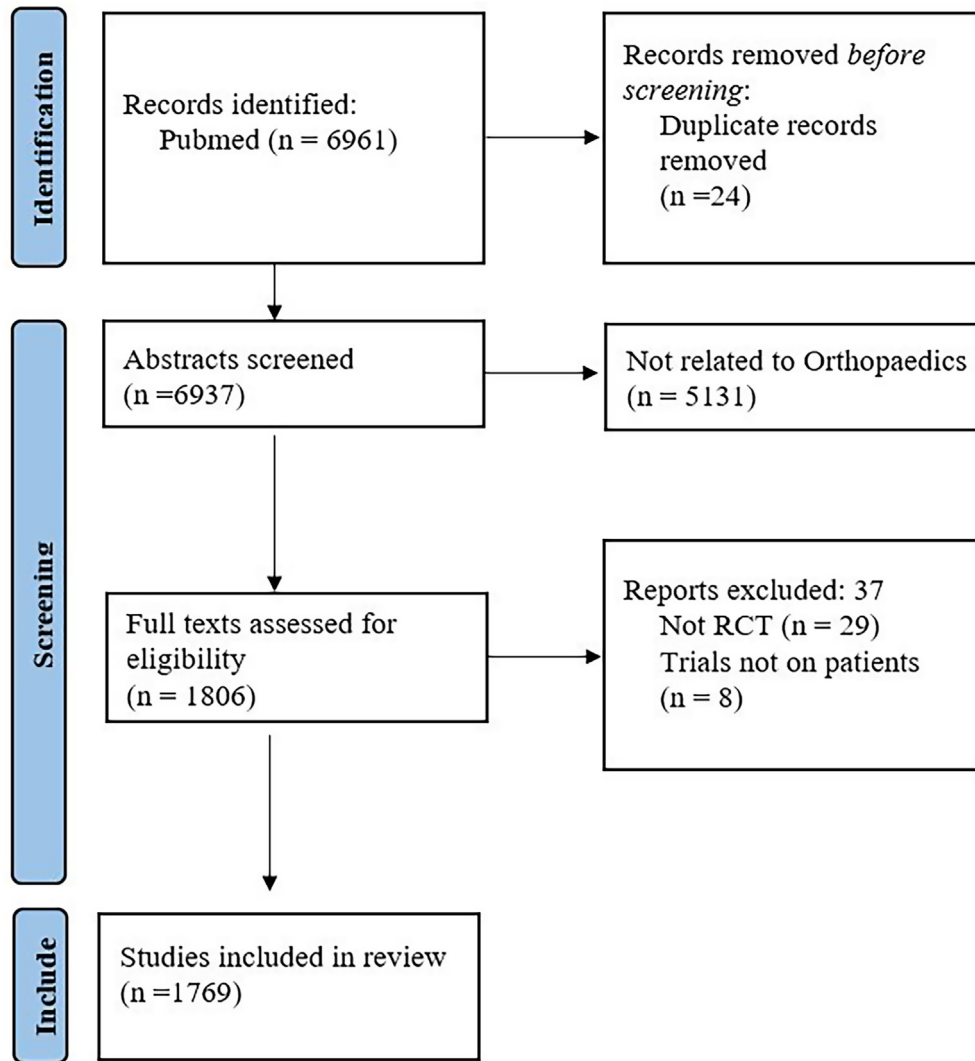 Identification
Records identified:
Pubmed (n = 6961)
Records removed before
screening:
Duplicate records
removed
(n =24)
Screening
Abstracts screened
(n =6937)
Not related to Orthopaedics
(n = 5131)
Full texts assessed for
eligibility
(n = 1806)
Reports excluded: 37
Not RCT (n = 29)
Trials not on patients
(n = 8)
Include
Studies included in review
(n =1769)